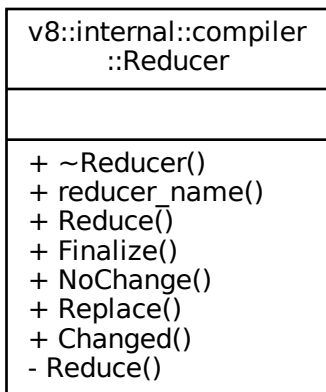 v8::internal::compiler
::Reducer
+ ~Reducer()
+ reducer_name()
+ Reduce()
+ Finalize()
+ NoChange()
+ Replace()
+ Changed()
- Reduce()